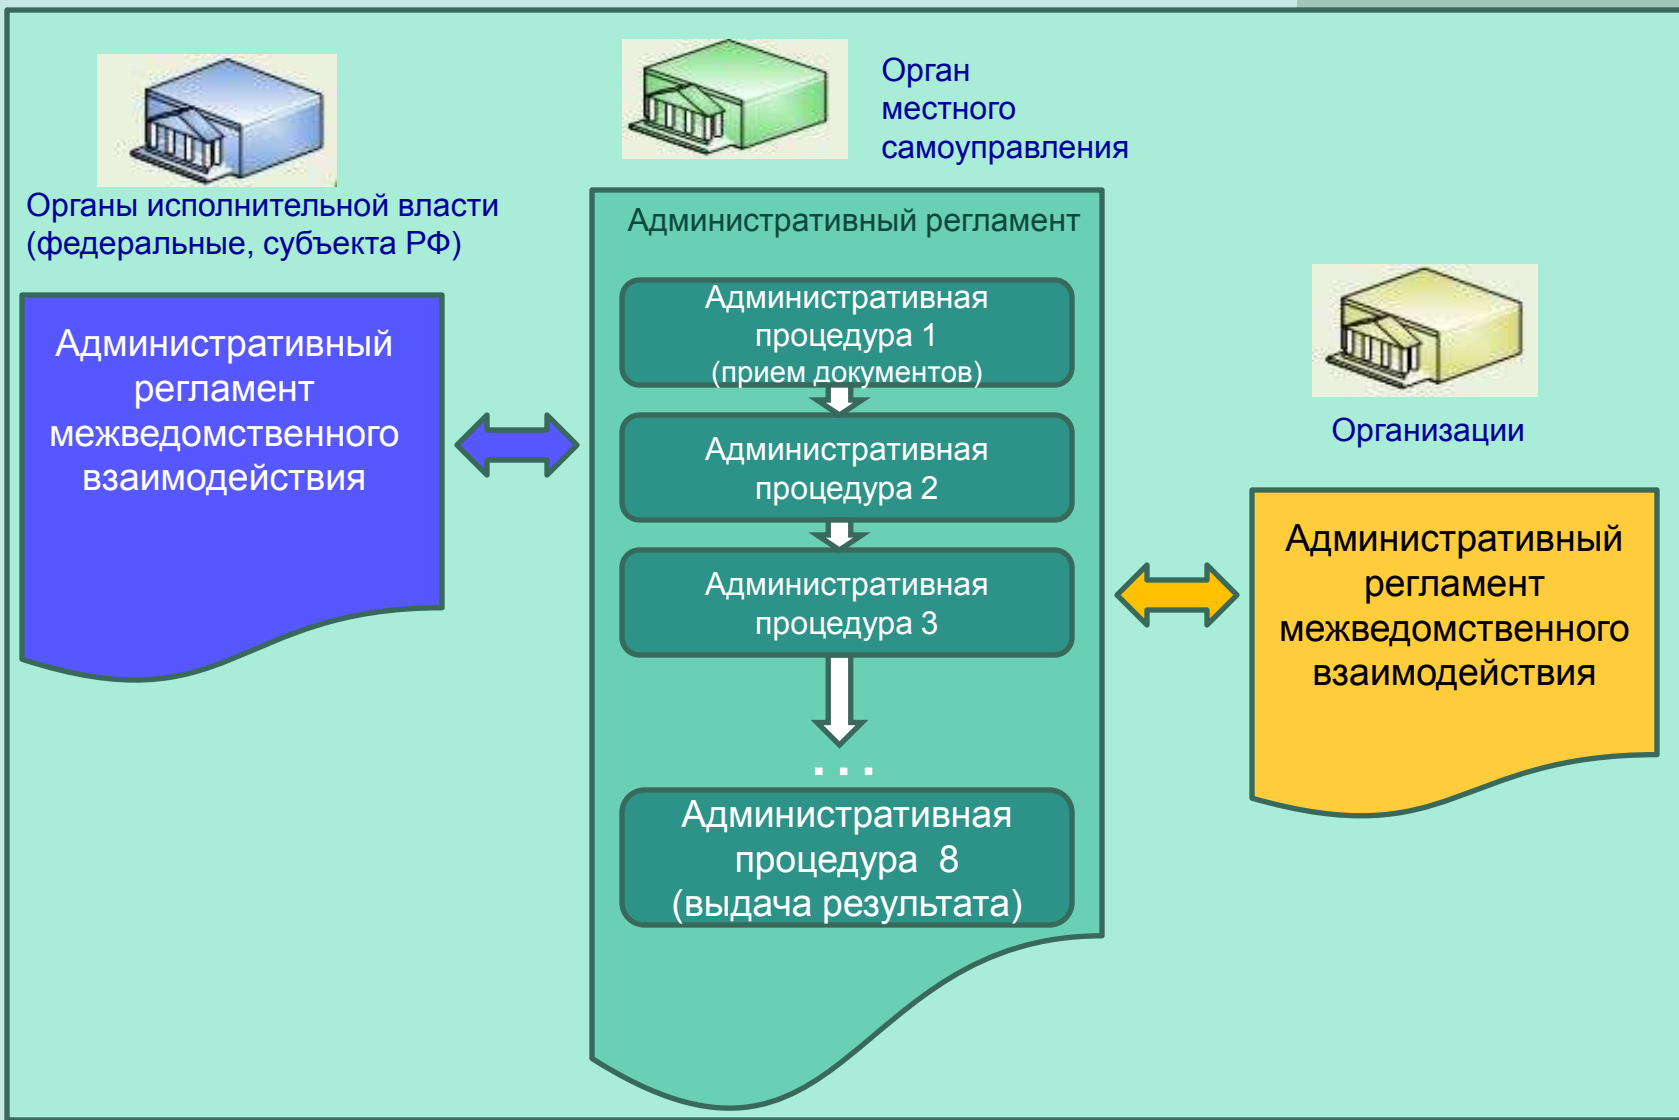 Орган
местного
самоуправления
Органы исполнительной власти
(федеральные, субъекта РФ)
Административный
регламент
межведомственного
взаимодействия
Административный регламент
Административная
процедура 1
(прием документов)
Административная
процедура 2
Административная
процедура 3
. . .
Административная
процедура 8
(выдача результата)
Организации
Административный
регламент
межведомственного
взаимодействия